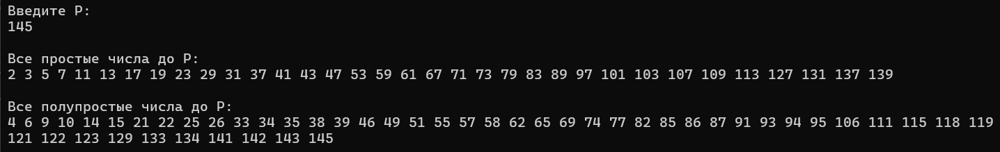 Введите P:
145
Все простые числа до P:
2 3 5 7 11 13 17 19 23 29 31 37 41 43 47 53 59 61 67 71 73 79 83 89 97 101 103 107 109 113 127 131 137 139
Все полупростые числа до P:
4 6 9 10 14 15 21 22 25 26 33 34 35 38 39 46 49 51 55 57 58 62 65 69 74 77 82 85 86 87 91 93 94 95 106 111 115 118 119
121 122 123 129 133 134 141 142 143 145